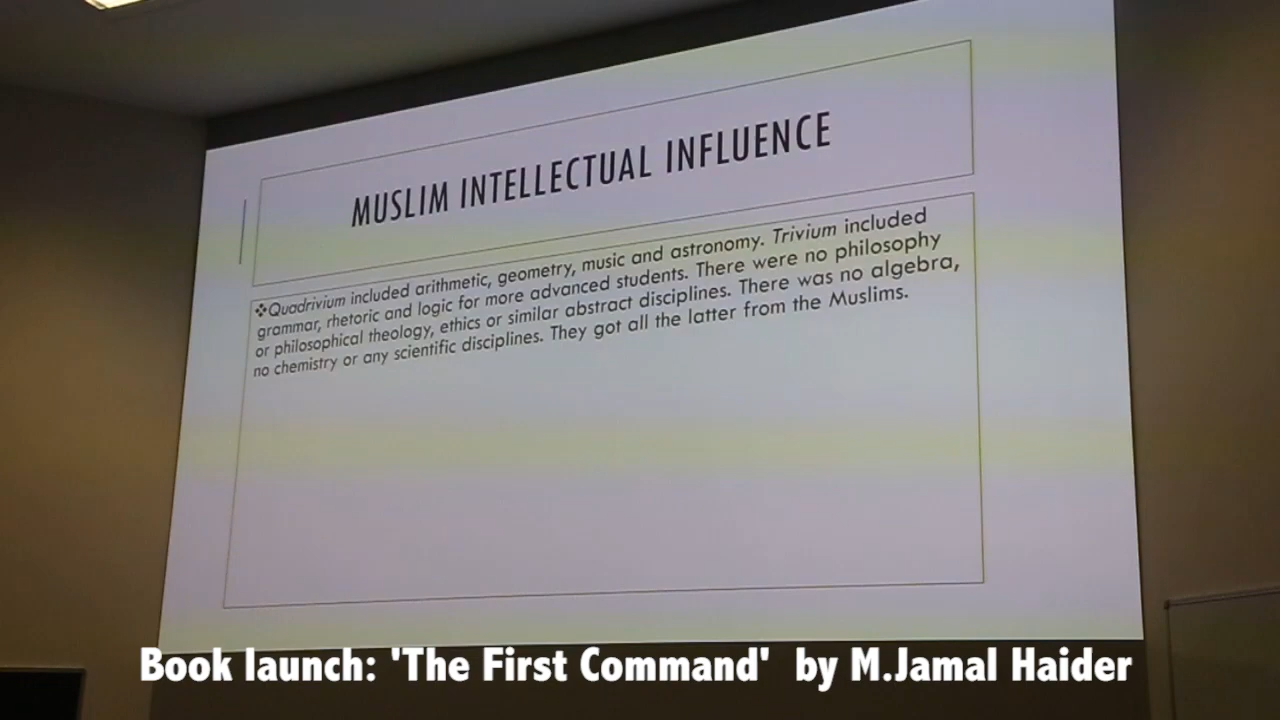 MUSLIM INTELLECTUAL INFLUENCE
❖Quadrivium included arithmetic, geometry, music and astronomy. Trivium included
grammar, rhetoric and logic for more advanced students. There were no philosophy
or philosophical theology, ethics or similar abstract disciplines. There was no algebra,
no chemistry or any scientific disciplines. They got all the latter from the Muslims.
Book launch: 'The First Command' by M.Jamal Haider